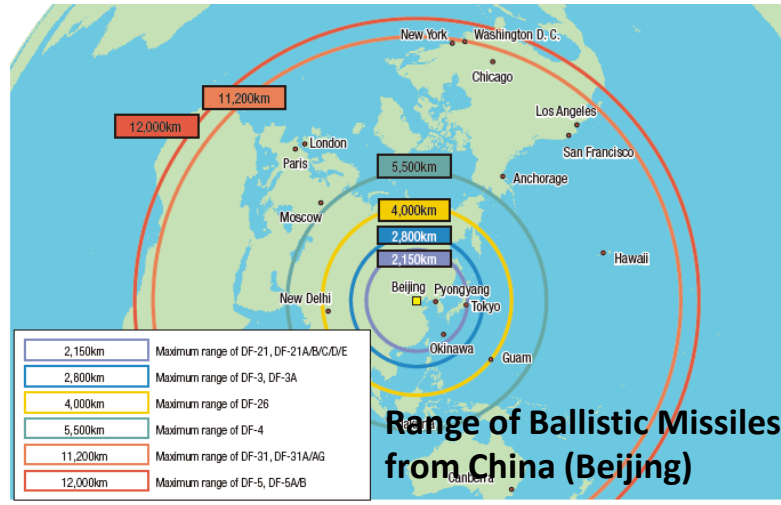 New York
Washington D. C.
Chicago
11,200km
12,000km
Los Angeles
London
San Francisco
Paris
5,500km
Anchorage
Moscow
4,000km
2,800km
Hawaii
2,150km
Beijing
Pyongyang
New Delhi
Tokyo
Okinawa
Guam
2,150km Maximum range of DF-21, DF-21A/B/C/D/E
2,800km Maximum range of DF-3, DF-3A
4,000km Maximum range of DF-26
5,500km Maximum range of DF-4
11,200km Maximum range of DF-31, DF-31A/AG
12,000km Maximum range of DF-5, DF-5A/B
Range of Ballistic Missiles
from China (Beijing)
Canberra